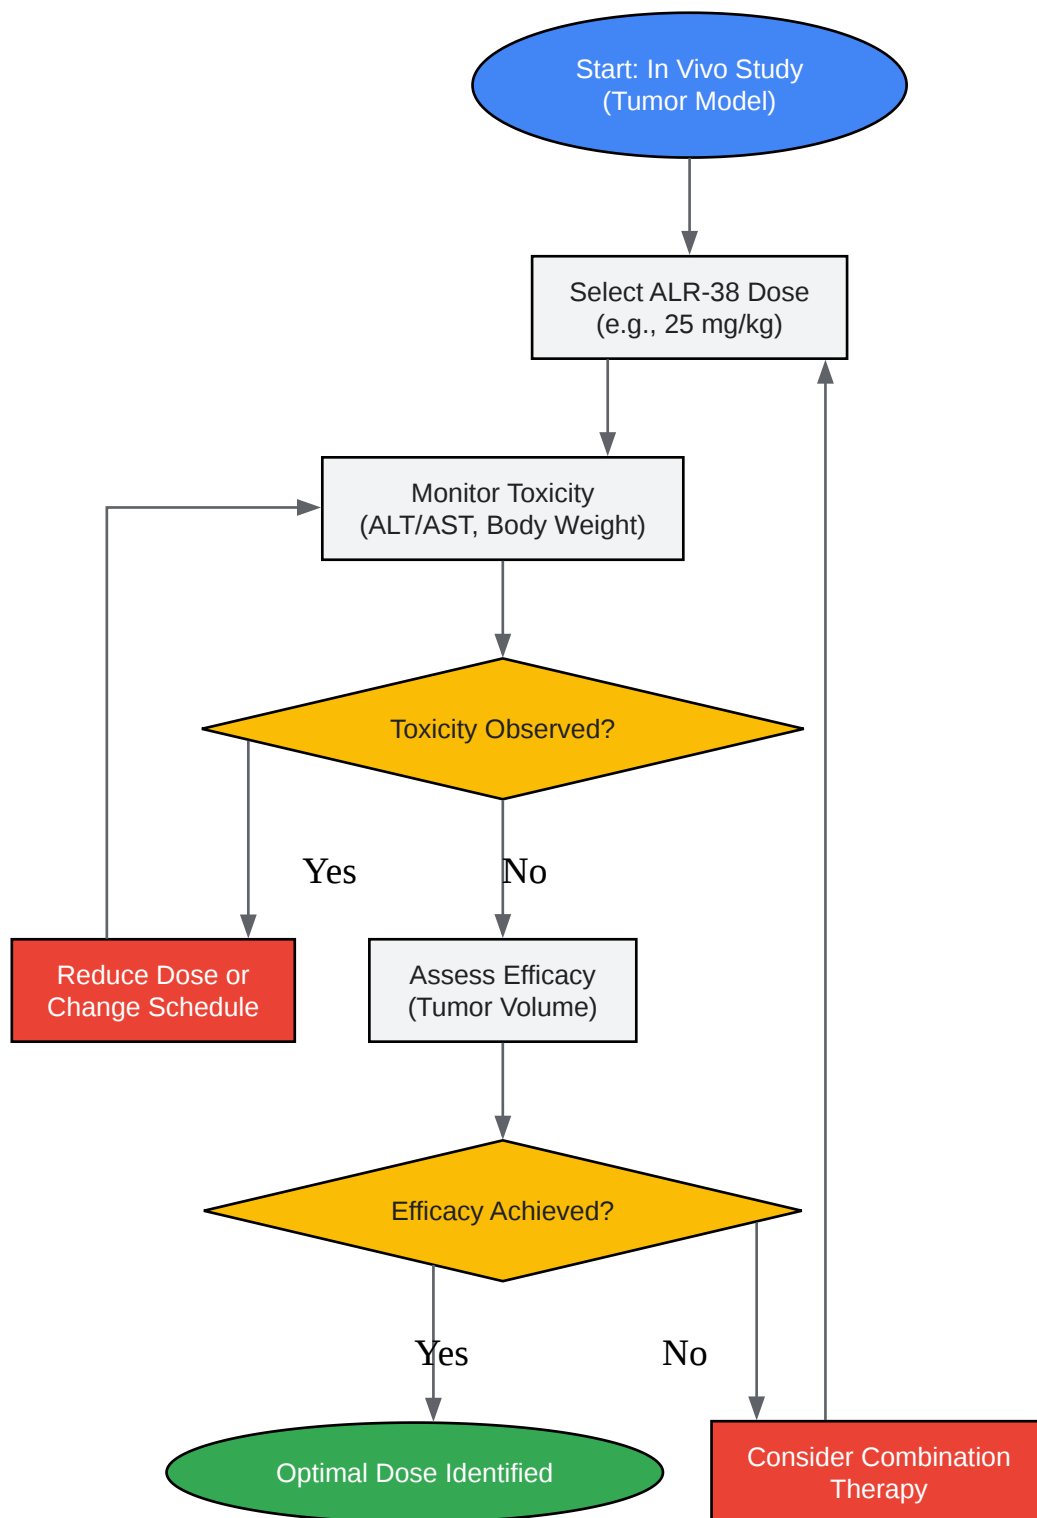 Start: In Vivo Study
(Tumor Model)
Select ALR-38 Dose
(e.g., 25 mg/kg)
Monitor Toxicity
(ALT/AST, Body Weight)
Toxicity Observed?
Yes
No
Reduce Dose or
Change Schedule
Assess Efficacy
(Tumor Volume)
Efficacy Achieved?
Yes
No
Optimal Dose Identified
Consider Combination
Therapy